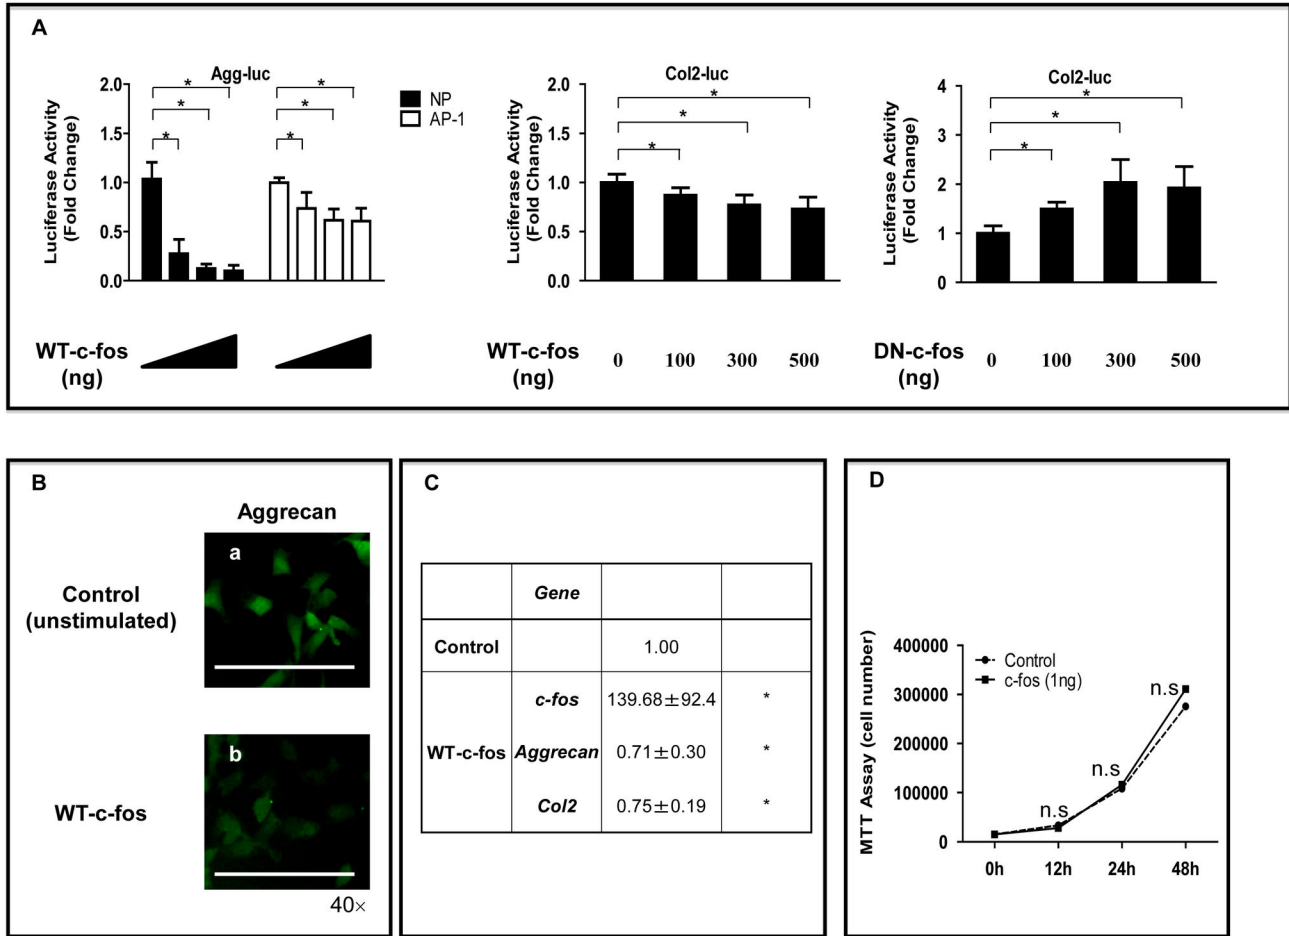 A
Agg-luc
Luciferase Activity
(Fold Change)
2.0
1.5
1.0
0.5
0.0
*
*
*
*
*
*
NP
AP-1
WT-c-fos
(ng)
Col2-luc
Luciferase Activity
(Fold Change)
2.0
1.5
1.0
0.5
0.0
*
*
*
WT-c-fos
(ng)
0 100 300 500
Col2-luc
Luciferase Activity
(Fold Change)
4
3
2
1
0
*
*
*
DN-c-fos
(ng)
0 100 300 500
B
Aggrecan
Control
(unstimulated)
a
WT-c-fos
b
40×
C
Gene
Control 1.00
c-fos 139.68±92.4 *
WT-c-fos Aggrecan 0.71±0.30 *
Col2 0.75±0.19 *
D
MTT Assay (cell number)
400000
300000
200000
100000
0
Control
c-fos (1ng)
n.s
n.s
n.s
0h 12h 24h 48h